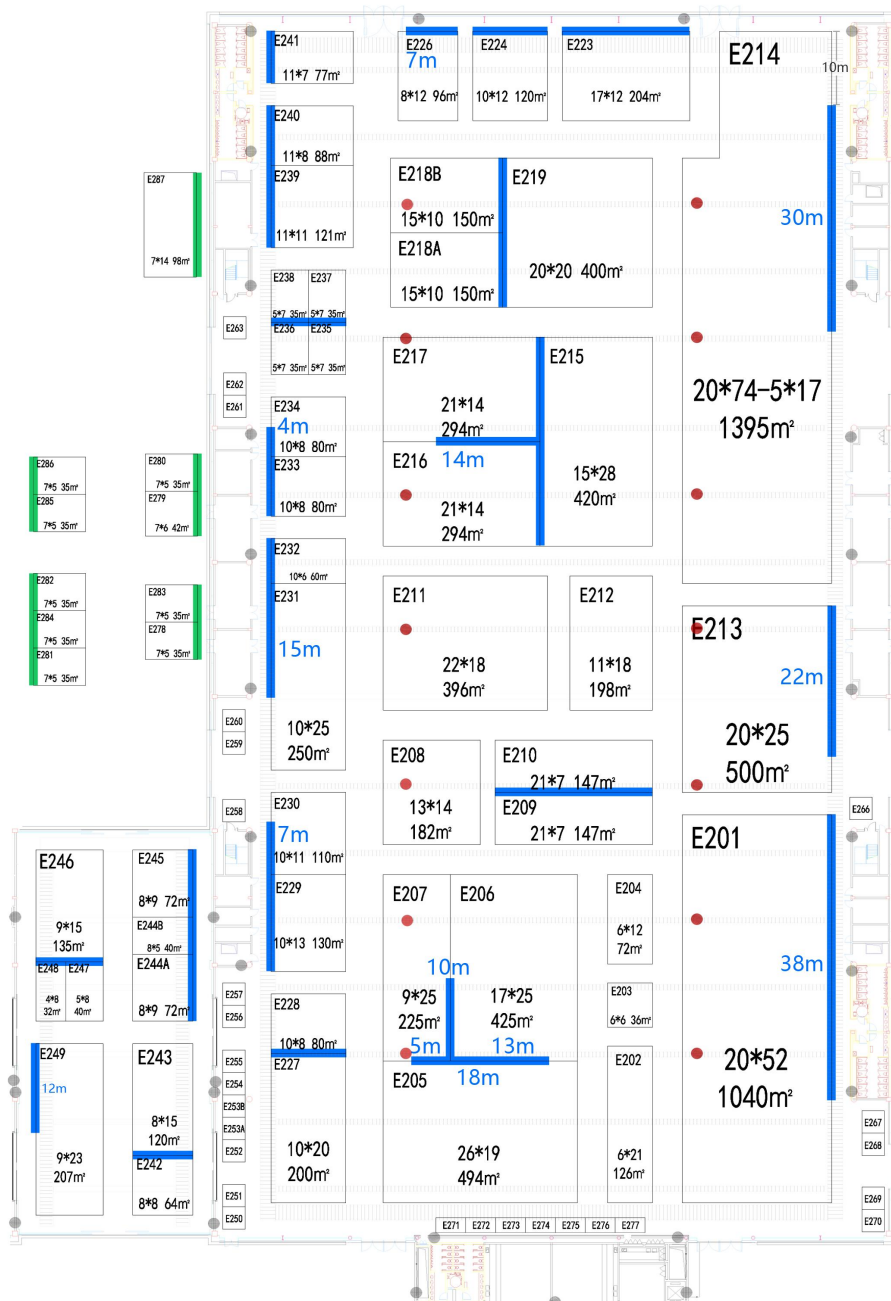 E241
11*7 77m²
E226
7m
8*12 96m²
E224
10*12 120m²
E223
17*12 204m²
E214
10m
30m
20*74-5*17
1395m²
E240
11*8 88m²
E239
11*11 121m²
E287
7*14 98m²
E218B
15*10 150m²
E218A
15*10 150m²
E219
20*20 400m²
E238
5*7 35m²
E237
5*7 35m²
E236
5*7 35m²
E235
5*7 35m²
E263
E262
E261
E217
21*14
294m²
14m
E216
21*14
294m²
E215
15*28
420m²
E234
4m
10*8 80m²
E233
10*8 80m²
E286
7*5 35m²
E285
7*5 35m²
E280
7*5 35m²
E279
7*6 42m²
E232
10*6 60m²
E231
15m
10*25
250m²
E282
7*5 35m²
E284
7*5 35m²
E281
7*5 35m²
E283
7*5 35m²
E278
7*5 35m²
E211
22*18
396m²
E212
11*18
198m²
E213
22m
20*25
500m²
E260
E259
E258
E208
13*14
182m²
E210
21*7 147m²
E209
21*7 147m²
E266
E230
7m
10*11 110m²
E229
10*13 130m²
E201
38m
20*52
1040m²
E246
9*15
135m²
E245
8*9 72m²
E244B
8*5 40m²
E244A
8*9 72m²
E248
4*8
32m²
E247
5*8
40m²
E207
9*25
225m²
5m
E206
10m
17*25
425m²
13m
18m
E204
6*12
72m²
E203
6*6 36m²
E257
E256
E228
10*8 80m²
E227
10*20
200m²
E205
26*19
494m²
E202
6*21
126m²
E249
12m
9*23
207m²
E243
8*15
120m²
E242
8*8 64m²
E255
E254
E253B
E253A
E252
E251
E250
E267
E268
E269
E270
E271
E272
E273
E274
E275
E276
E277